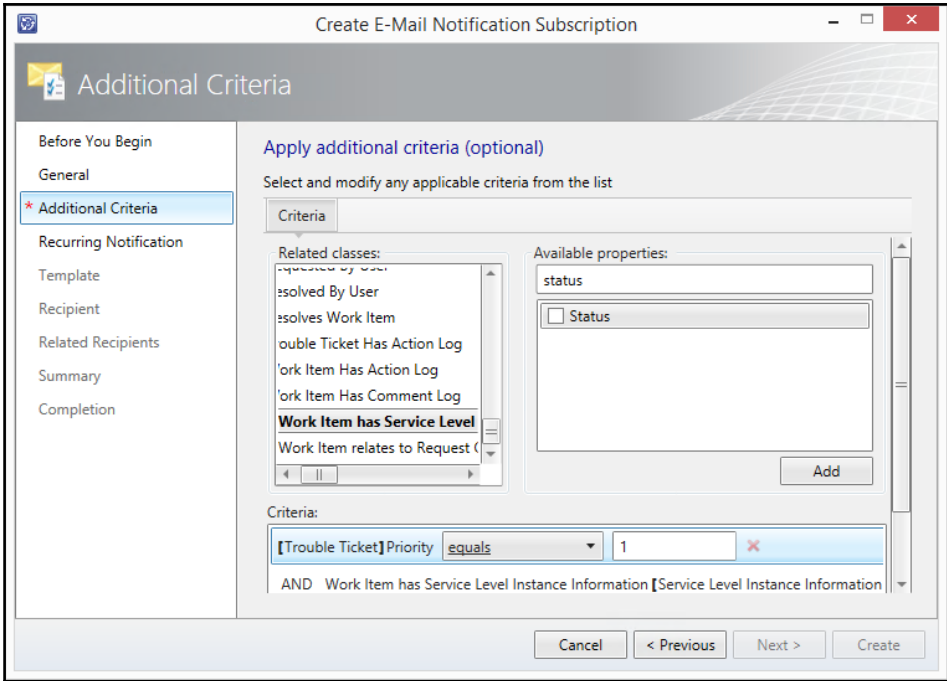 Create E-Mail Notification Subscription
Additional Criteria
Before You Begin
General
* Additional Criteria
Recurring Notification
Template
Recipient
Related Recipients
Summary
Completion
Apply additional criteria (optional)
Select and modify any applicable criteria from the list
Criteria
Related classes:
equested By User
esolved By User
esolves Work Item
ouble Ticket Has Action Log
ork Item Has Action Log
ork Item Has Comment Log
Work Item has Service Level
Work Item relates to Request
Available properties:
status
Status
Add
Criteria:
[Trouble Ticket] Priority equals 1
AND Work Item has Service Level Instance Information [Service Level Instance Information
Cancel < Previous Next > Create